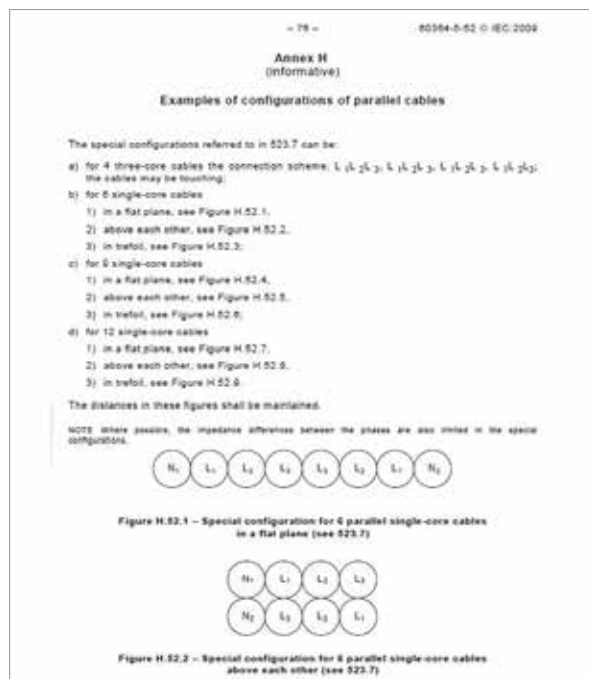 – 76 –
60364-5-52 © IEC:2009
Annex H
(informative)
Examples of configurations of parallel cables
The special configurations referred to in 523.7 can be:
a) for 4 three-core cables the connection scheme: L1L2L3, L1L2L3, L1L2L3, L1L2L3;
the cables may be touching;
b) for 6 single-core cables
1) in a flat plane, see Figure H.52.1,
2) above each other, see Figure H.52.2,
3) in trefoil, see Figure H.52.3;
c) for 9 single-core cables
1) in a flat plane, see Figure H.52.4,
2) above each other, see Figure H.52.5,
3) in trefoil, see Figure H.52.6;
d) for 12 single-core cables
1) in a flat plane, see Figure H.52.7,
2) above each other, see Figure H.52.8,
3) in trefoil, see Figure H.52.9.
The distances in these figures shall be maintained.
NOTE Where possible, the impedance differences between the phases are also limited in the special
configurations.
N1 L1 L2 L3 L3 L2 L1 N2
Figure H.52.1 – Special configuration for 6 parallel single-core cables
in a flat plane (see 523.7)
N1 L1 L2 L3
N2 L3 L2 L1
Figure H.52.2 – Special configuration for 6 parallel single-core cables
above each other (see 523.7)